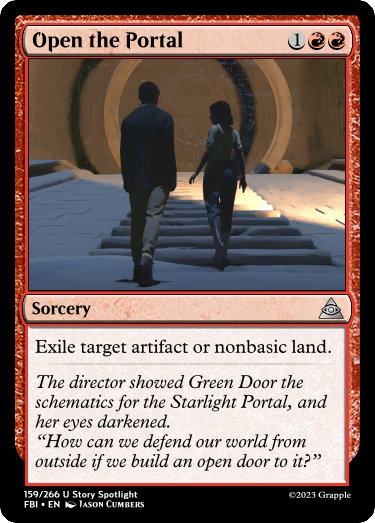 Open the Portal 1
Sorcery
Exile target artifact or nonbasic land.
The director showed Green Door the
schematics for the Starlight Portal, and
her eyes darkened.
“How can we defend our world from
outside if we build an open door to it?”
159/266 U Story Spotlight
FBI • EN Jason Cumbers
©2023 Grapple